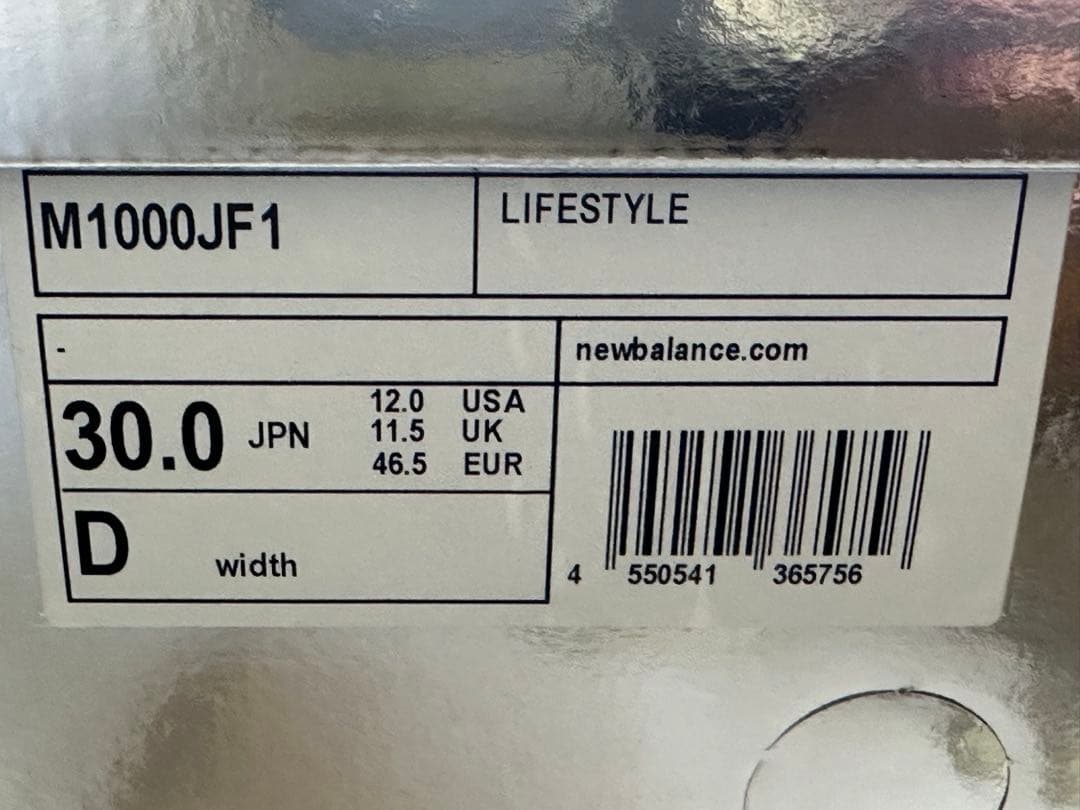 M1000JF1
LIFESTYLE
-
newbalance.com
30.0 JPN
12.0 USA
11.5 UK
46.5 EUR
D width
4 550541 365756